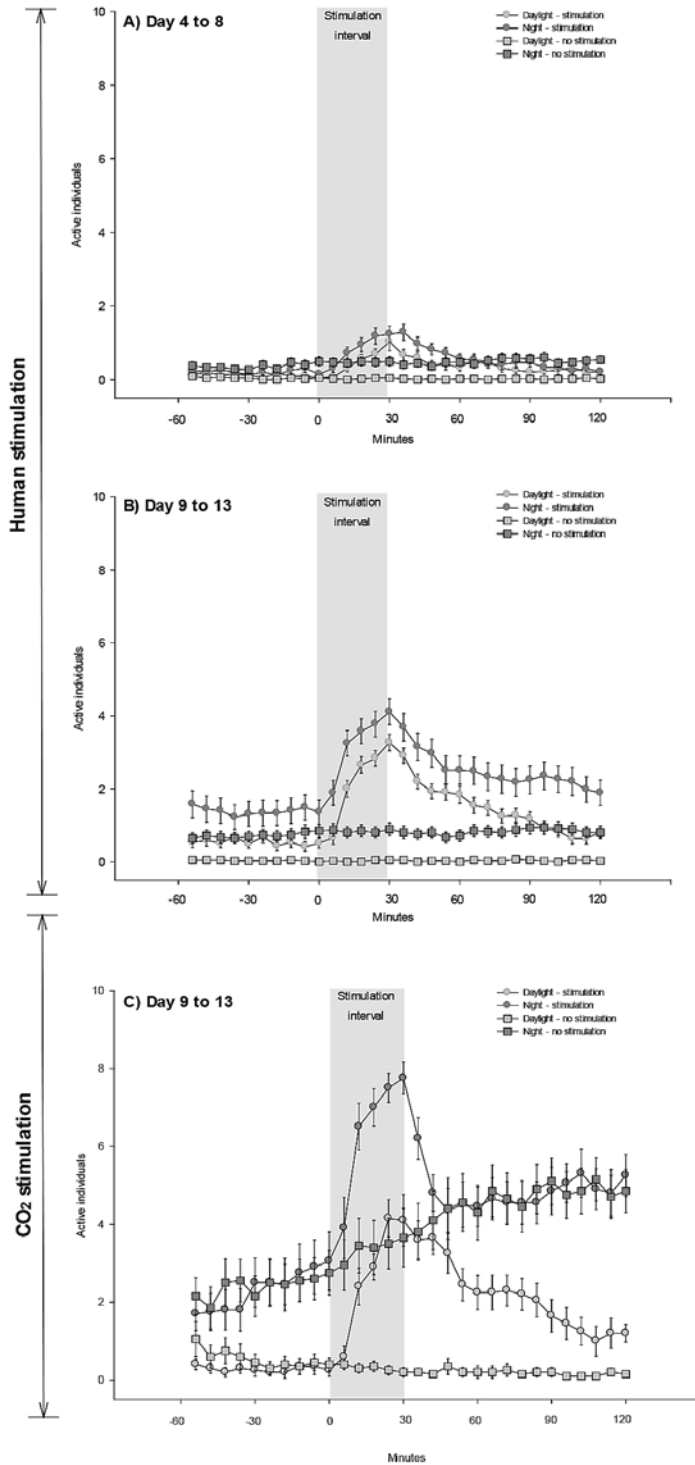 Human stimulation
A) Day 4 to 8
Stimulation
interval
Daylight - stimulation
Night - stimulation
Daylight - no stimulation
Night - no stimulation
10
8
6
4
2
0
Active individuals
-60
-30
0
30
60
90
120
Minutes
B) Day 9 to 13
Stimulation
interval
Daylight - stimulation
Night - stimulation
Daylight - no stimulation
Night - no stimulation
10
8
6
4
2
0
Active individuals
-60
-30
0
30
60
90
120
Minutes
CO₂ stimulation
C) Day 9 to 13
Stimulation
interval
Daylight - stimulation
Night - stimulation
Daylight - no stimulation
Night - no stimulation
10
8
6
4
2
0
Active individuals
-60
-30
0
30
60
90
120
Minutes